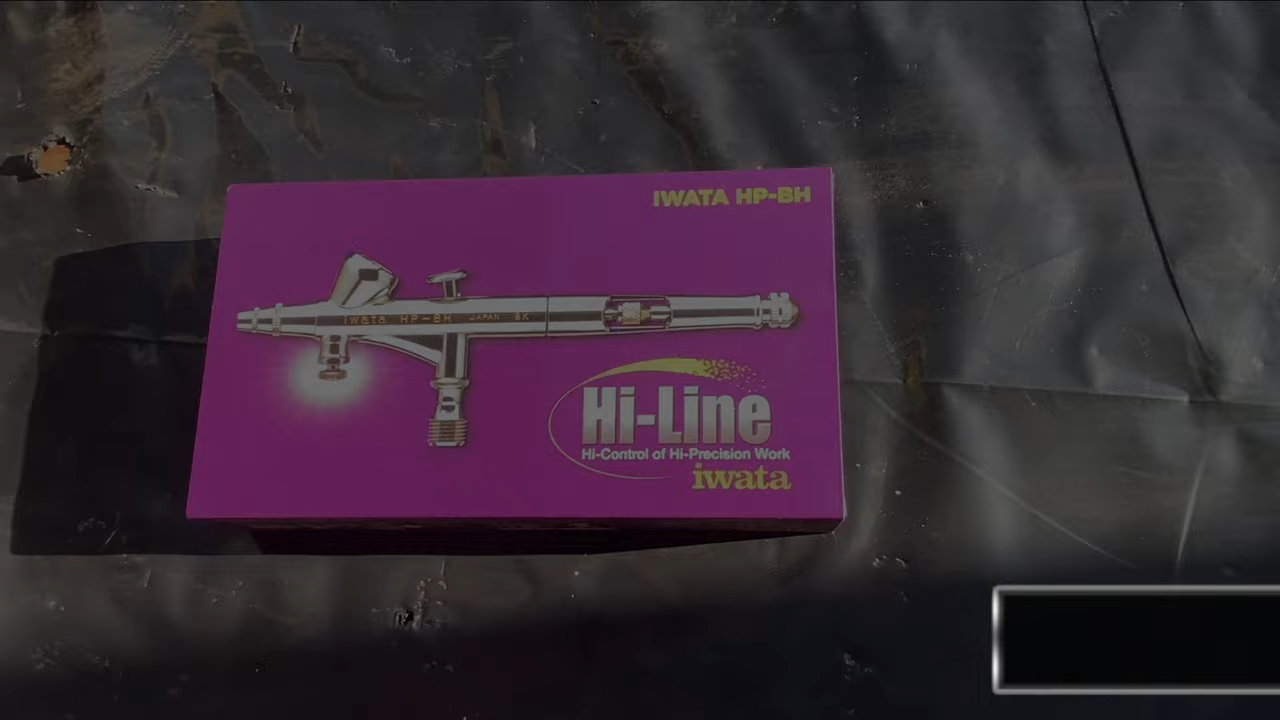 IWATA HP-BH
iwata HP-BH JAPAN BK
Hi-Line
Hi-Control of Hi-Precision Work
iwata